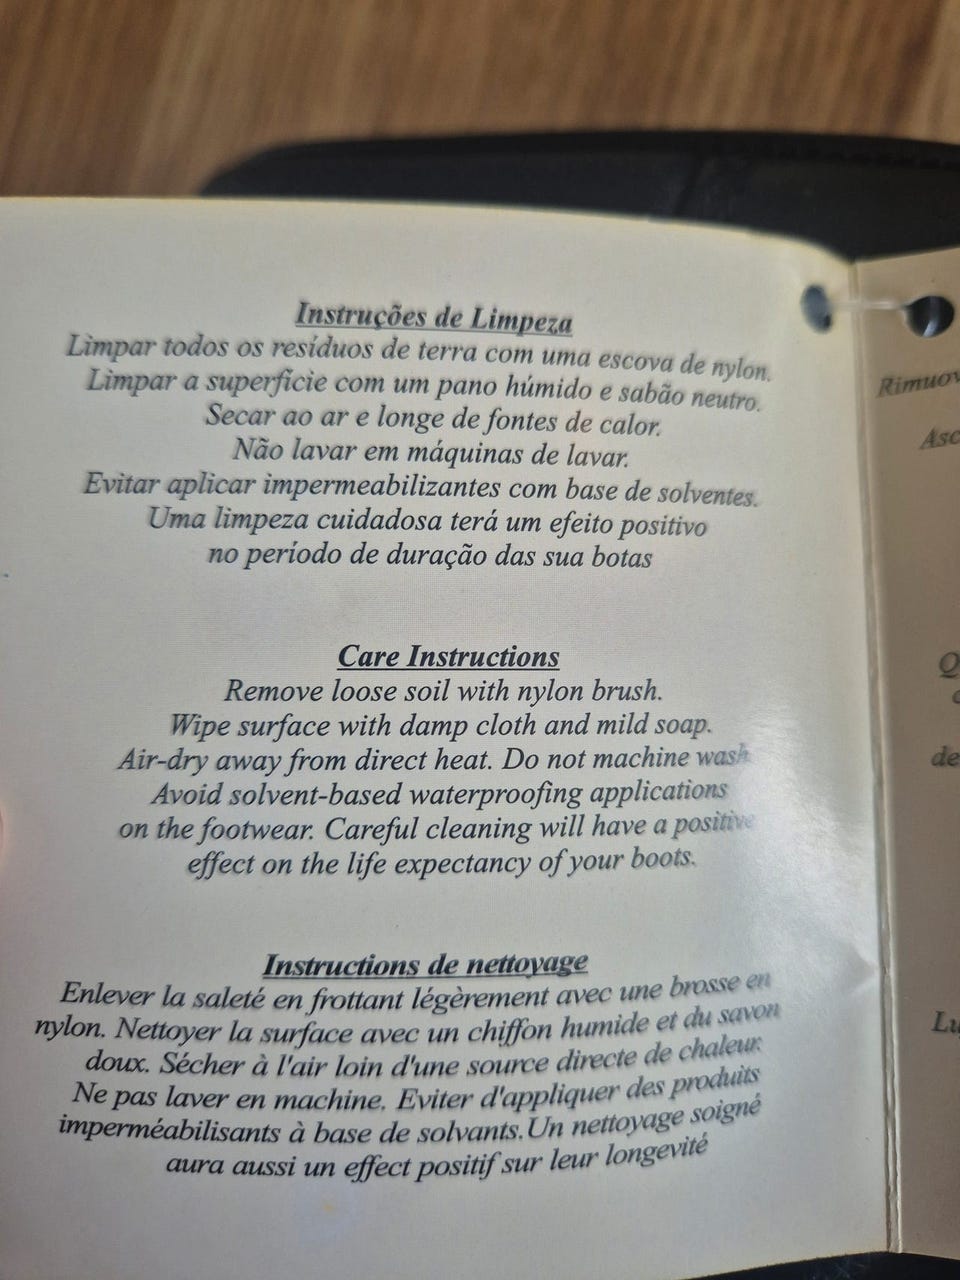 Instruções de Limpeza
Limpar todos os resíduos de terra com uma escova de nylon.
Limpar a superficie com um pano húmido e sabão neutro.
Secar ao ar e longe de fontes de calor.
Não lavar em máquinas de lavar.
Evitar aplicar impermeabilizantes com base de solventes.
Uma limpeza cuidadosa terá um efeito positivo
no período de duração das sua botas
Care Instructions
Remove loose soil with nylon brush.
Wipe surface with damp cloth and mild soap.
Air-dry away from direct heat. Do not machine wash
Avoid solvent-based waterproofing applications
on the footwear. Careful cleaning will have a positive
effect on the life expectancy of your boots.
Instructions de nettoyage
Enlever la saleté en frottant légèrement avec une brosse en
nylon. Nettoyer la surface avec un chiffon humide et du savon
doux. Sécher à l'air loin d'une source directe de chaleur.
Ne pas laver en machine. Eviter d'appliquer des produits
imperméabilisants à base de solvants. Un nettoyage soigné
aura aussi un effect positif sur leur longevité